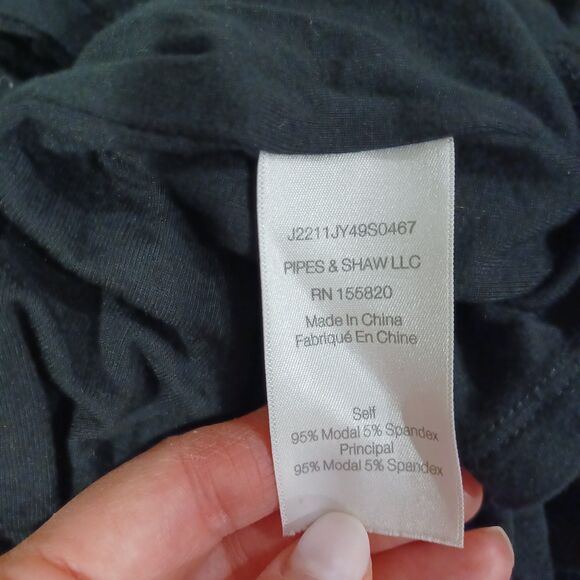 J2211JY49S0467
PIPES & SHAW LLC
RN 155820
Made In China
Fabriqué En Chine
Self
95% Modal 5% Spandex
Principal
95% Modal 5% Spandex